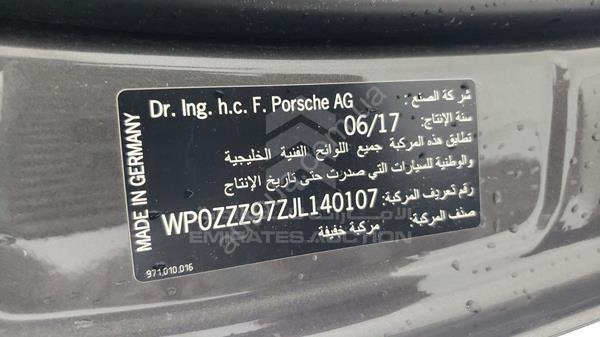 MADE IN GERMANY
Dr. Ing. h.c. F. Porsche AG شركة الصنع :
سنة الإنتاج: 06/17
تطابق هذه المركبة جميع اللوائح الفنية الخليجية
والوطنية للسيارات التى صدرت حتى تاريخ الإنتاج
رقم تعريف المركبة: WP0ZZZ97ZJL140107
صنف المركبة: مركبة خفيفة
971.010.016
EMIRATES AUCTION